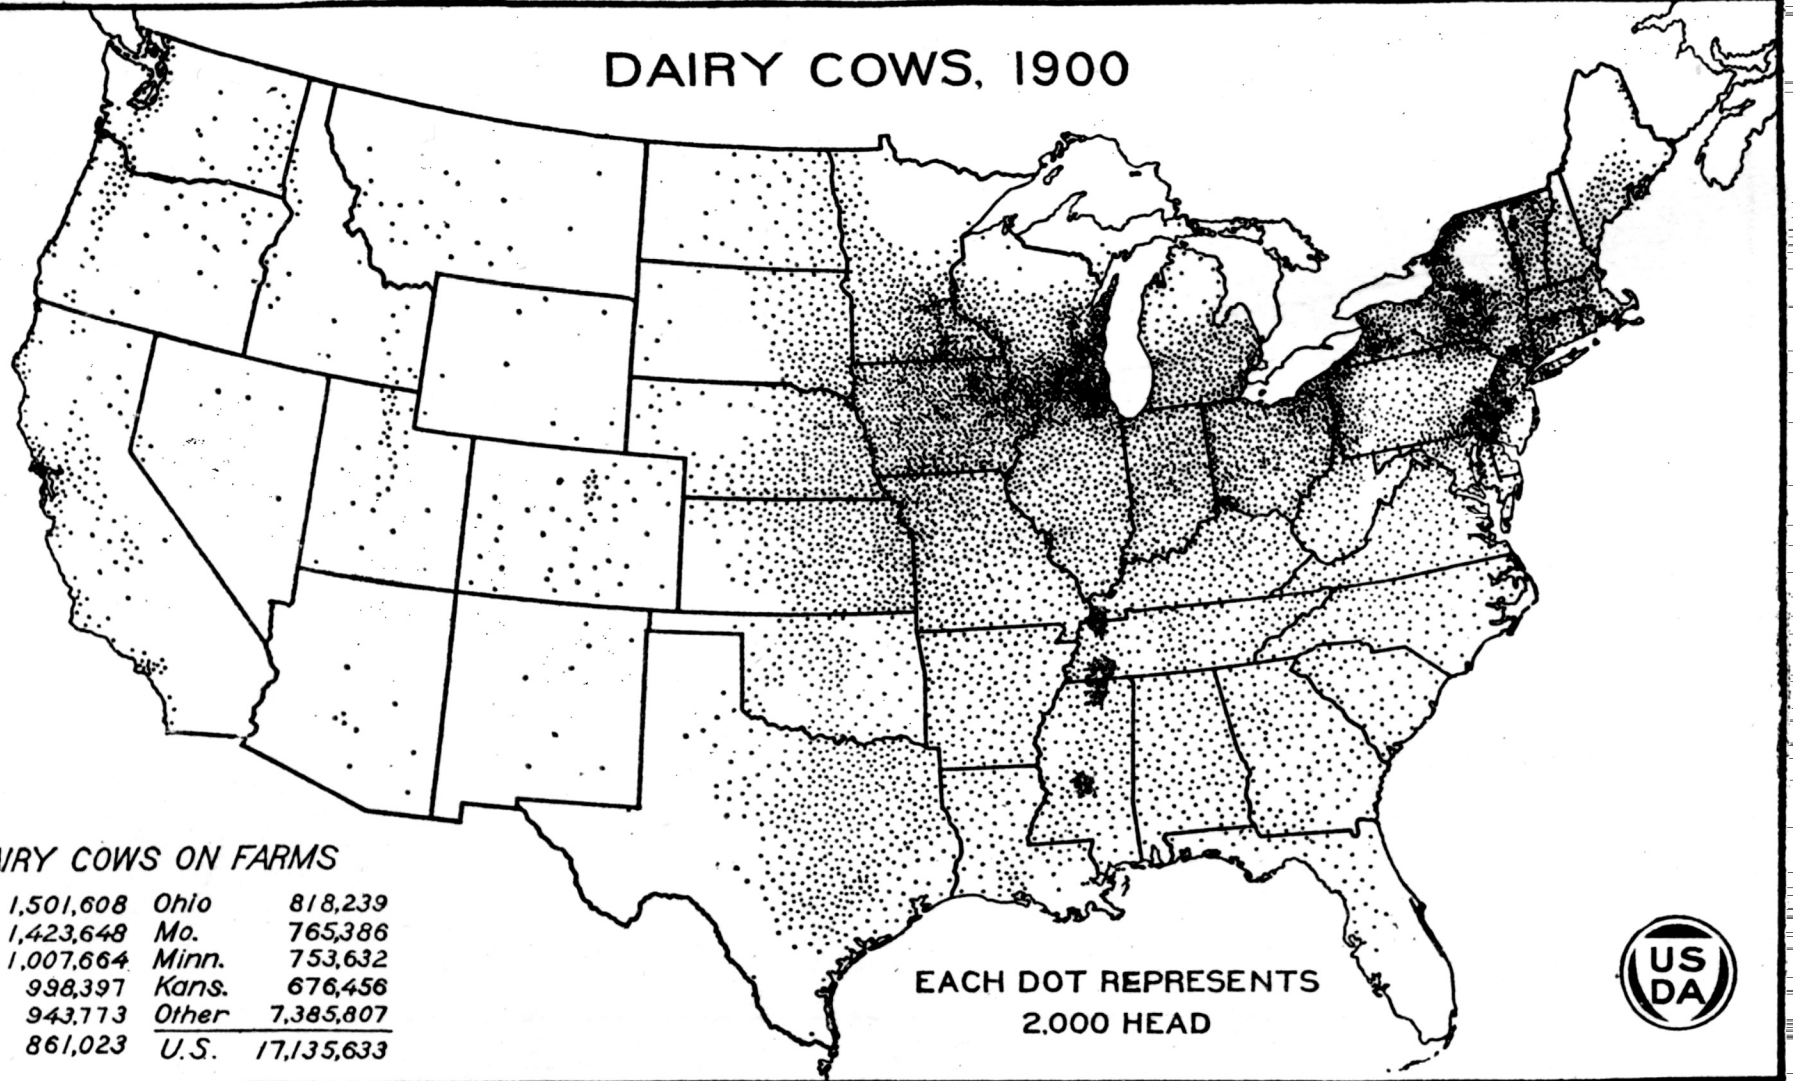 DAIRY COWS, 1900
AIRY COWS ON FARMS
1,501,608 Ohio 818,239
1,423,648 Mo. 765,386
1,007,664 Minn. 753,632
998,397 Kans. 676,456
943,773 Other 7,385,807
861,023 U.S. 17,135,633
EACH DOT REPRESENTS
2,000 HEAD
US
DA